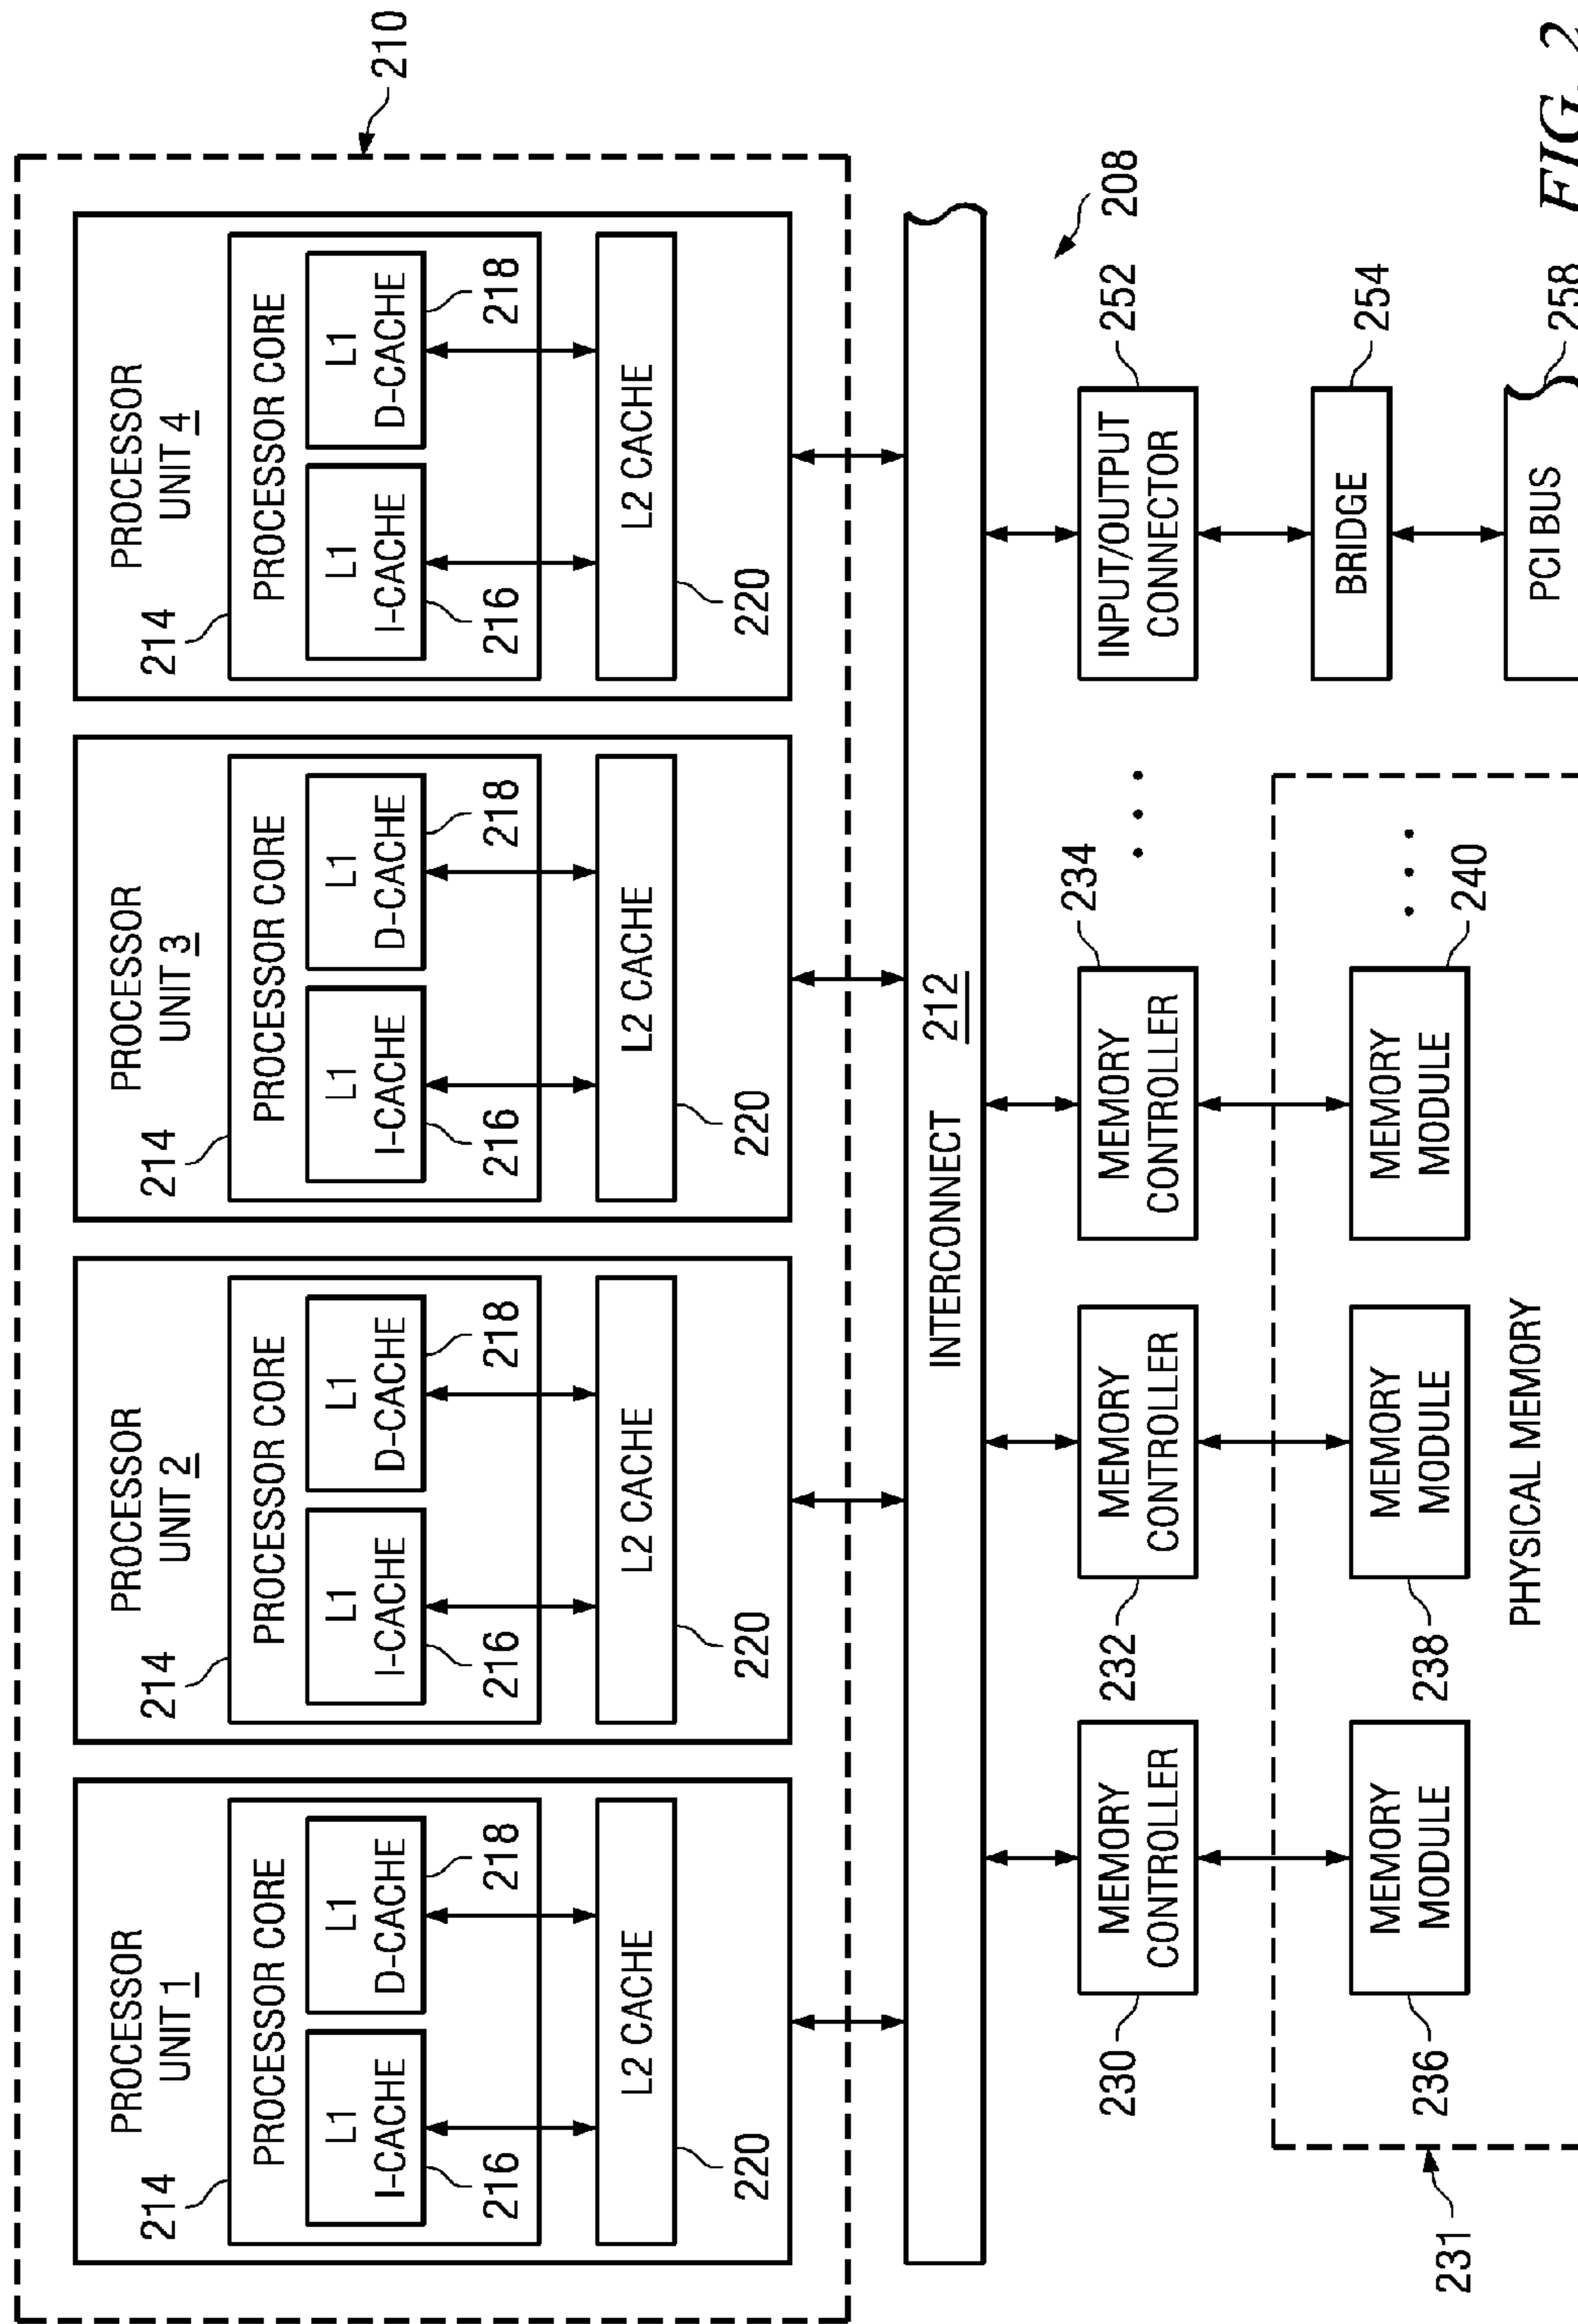 210
PROCESSOR
UNIT 1
214
PROCESSOR CORE
L1
I-CACHE
L1
D-CACHE
216
218
L2 CACHE
220
PROCESSOR
UNIT 2
214
PROCESSOR CORE
L1
I-CACHE
L1
D-CACHE
216
218
L2 CACHE
220
PROCESSOR
UNIT 3
214
PROCESSOR CORE
L1
I-CACHE
L1
D-CACHE
216
218
L2 CACHE
220
PROCESSOR
UNIT 4
214
PROCESSOR CORE
L1
I-CACHE
L1
D-CACHE
216
218
L2 CACHE
220
INTERCONNECT 212
208
230
MEMORY
CONTROLLER
232
MEMORY
CONTROLLER
234
MEMORY
CONTROLLER
• • •
252
INPUT/OUTPUT
CONNECTOR
254
BRIDGE
231
236
MEMORY
MODULE
238
MEMORY
MODULE
240
MEMORY
MODULE
• • •
PHYSICAL MEMORY
PCI BUS
258
FIG. 2